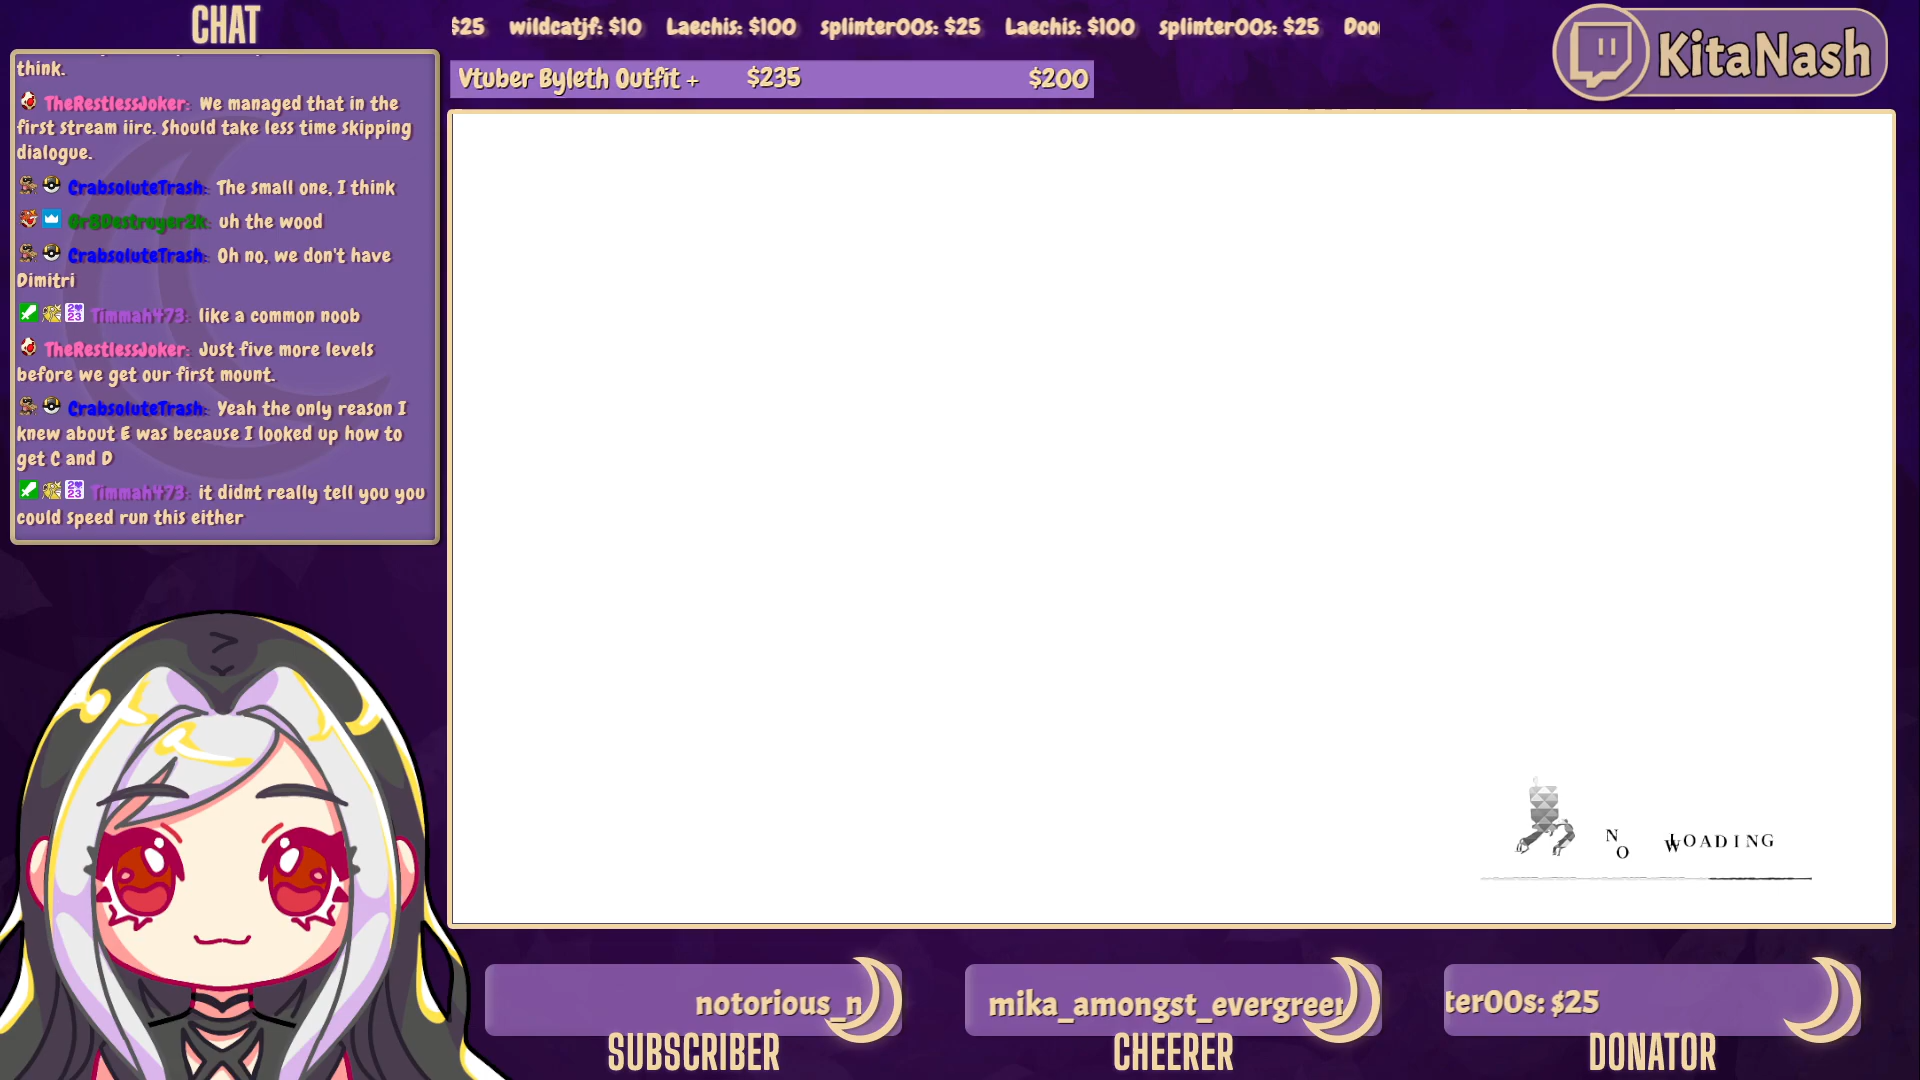 CHAT
$25 wildcatjf: $10 Laechis: $100 splinter00s: $25 Laechis: $100 splinter00s: $25 Doo
Vtuber Byleth Outfit + $235 $200
KitaNash
think.
TheRestlessJoker: We managed that in the
first stream iirc. Should take less time skipping
dialogue.
CrabsoluteTrash: The small one, I think
Gr8Destroyer2k: uh the wood
CrabsoluteTrash: Oh no, we don't have
Dimitri
Timmah473: like a common noob
TheRestlessJoker: Just five more levels
before we get our first mount.
CrabsoluteTrash: Yeah the only reason I
knew about E was because I looked up how to
get C and D
Timmah473: it didnt really tell you you
could speed run this either
NOW LOADING
notorious_n
mika_amongst_evergreen
ter00s: $25
SUBSCRIBER
CHEERER
DONATOR